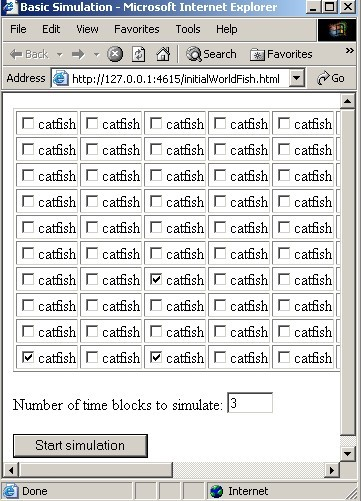 Basic Simulation - Microsoft Internet Explorer
File Edit View Favorites Tools Help
Back Search Favorites
Address http://127.0.0.1:4615/initialWorldFish.html Go
catfish catfish catfish catfish catfish
catfish catfish catfish catfish catfish
catfish catfish catfish catfish catfish
catfish catfish catfish catfish catfish
catfish catfish catfish catfish catfish
catfish catfish catfish catfish catfish
catfish catfish catfish catfish catfish
catfish catfish catfish catfish catfish
catfish catfish catfish catfish catfish
catfish catfish catfish catfish catfish
Number of time blocks to simulate: 3
Start simulation
Done Internet